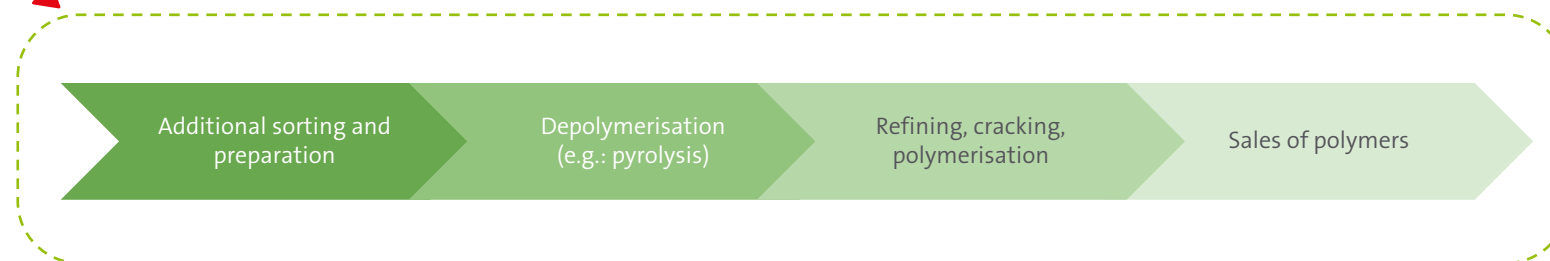 Additional sorting and
preparation
Depolymerisation
(e.g.: pyrolysis)
Refining, cracking,
polymerisation
Sales of polymers